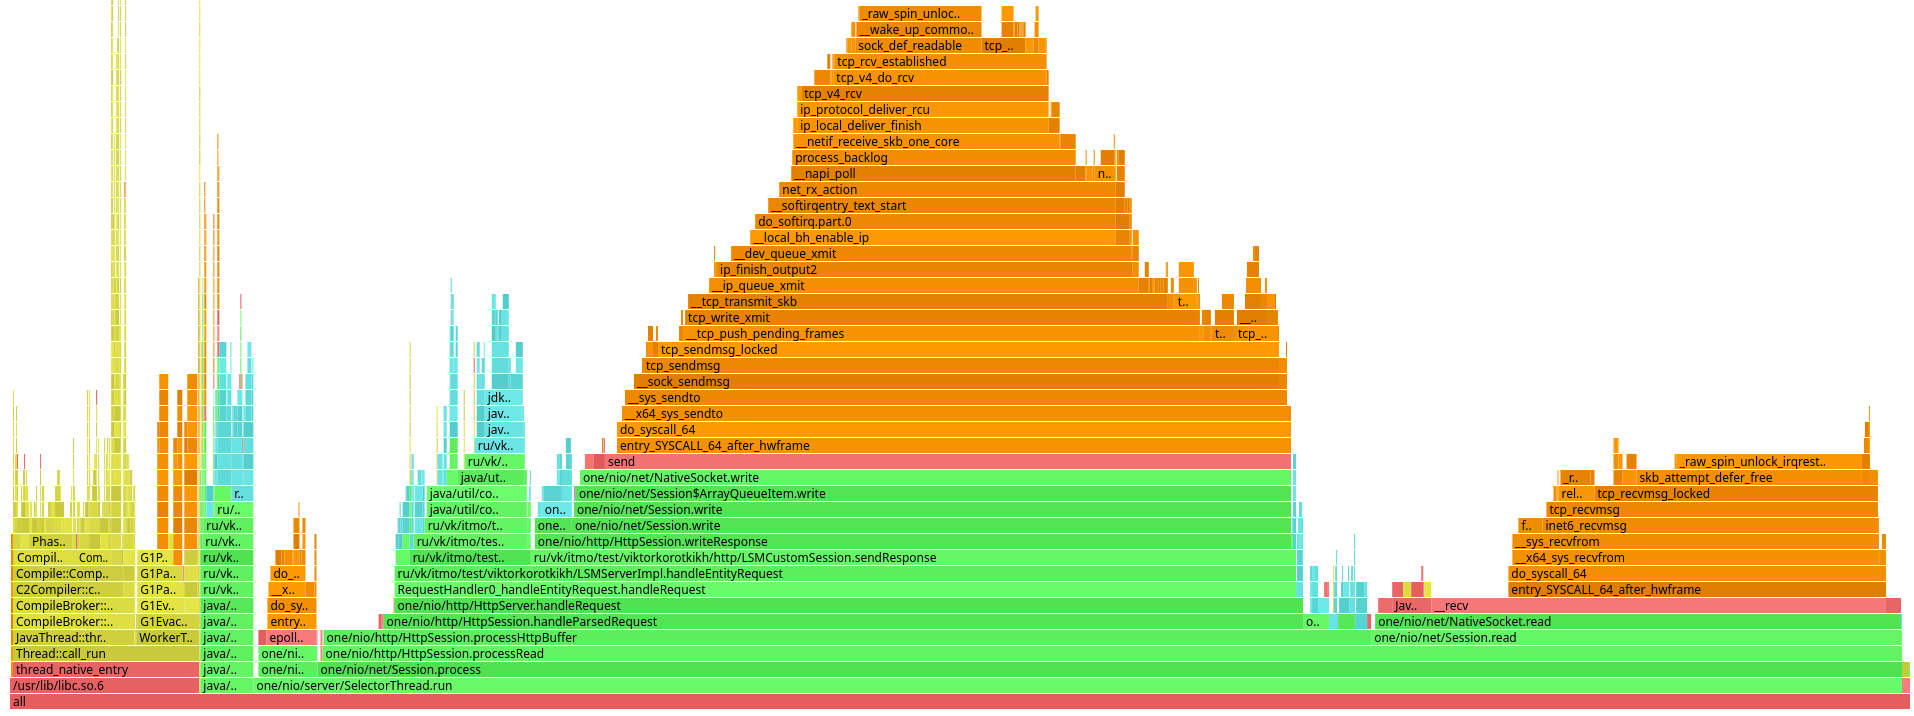 _raw_spin_unloc..
__wake_up_commo..
sock_def_readable tcp_..
tcp_rcv_established
tcp_v4_do_rcv
tcp_v4_rcv
ip_protocol_deliver_rcu
ip_local_deliver_finish
__netif_receive_skb_one_core
process_backlog
__napi_poll n..
net_rx_action
__softirqentry_text_start
do_softirq.part.0
__local_bh_enable_ip
__dev_queue_xmit
ip_finish_output2
__ip_queue_xmit
__tcp_transmit_skb t..
tcp_write_xmit __..
__tcp_push_pending_frames t.. tcp_..
tcp_sendmsg_locked
tcp_sendmsg
__sock_sendmsg
jdk.. __sys_sendto
jav.. __x64_sys_sendto
jav.. do_syscall_64
ru/vk.. entry_SYSCALL_64_after_hwframe
ru/vk/.. send _raw_spin_unlock_irqrest..
java/ut.. one/nio/net/NativeSocket.write _r.. skb_attempt_defer_free
r.. java/util/co.. on.. one/nio/net/Session$ArrayQueueItem.write rel.. tcp_recvmsg_locked
ru/.. java/util/co.. one/nio/net/Session.write tcp_recvmsg
ru/vk.. ru/vk/itmo/t.. one.. one/nio/net/Session.write f.. inet6_recvmsg
Phas.. ru/vk.. ru/vk/itmo/tes.. one/nio/http/HttpSession.writeResponse __sys_recvfrom
Compil.. Com.. G1P.. ru/vk.. do_.. ru/vk/itmo/test.. ru/vk/itmo/test/viktorkorotkikh/http/LSMCustomSession.sendResponse __x64_sys_recvfrom
Compile::Comp.. G1Pa.. ru/vk.. do_.. ru/vk/itmo/test/viktorkorotkikh/LSMServerImpl.handleEntityRequest do_syscall_64
C2Compiler::c.. G1Pa.. ru/vk.. __x.. RequestHandler0_handleEntityRequest.handleRequest entry_SYSCALL_64_after_hwframe
CompileBroker::.. G1Ev.. java/.. do_sy.. one/nio/http/HttpServer.handleRequest Jav.. __recv
CompileBroker::.. G1Evac.. java/.. entry.. one/nio/http/HttpSession.handleParsedRequest o.. one/nio/net/NativeSocket.read
JavaThread::thr.. WorkerT.. java/.. epoll.. one/nio/http/HttpSession.processHttpBuffer one/nio/net/Session.read
Thread::call_run java/.. one/ni.. one/nio/http/HttpSession.processRead
thread_native_entry java/.. one/ni.. one/nio/net/Session.process
/usr/lib/libc.so.6 java/.. one/nio/server/SelectorThread.run
all